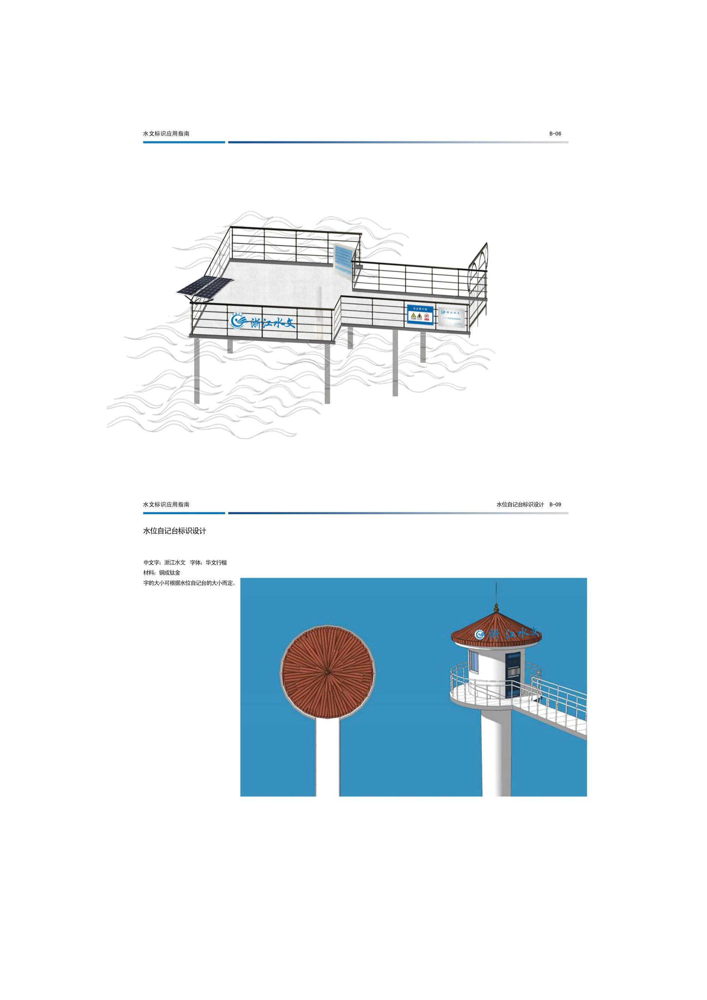 水文标识应用指南 B-06
浙江水文
安全警示牌
浙江水文
水文标识应用指南 水位自记台标识设计 B-09
水位自记台标识设计
中文字：浙江水文 字体：华文行楷
材料：铜或钛金
字的大小可根据水位自记台的大小而定。
浙江水文